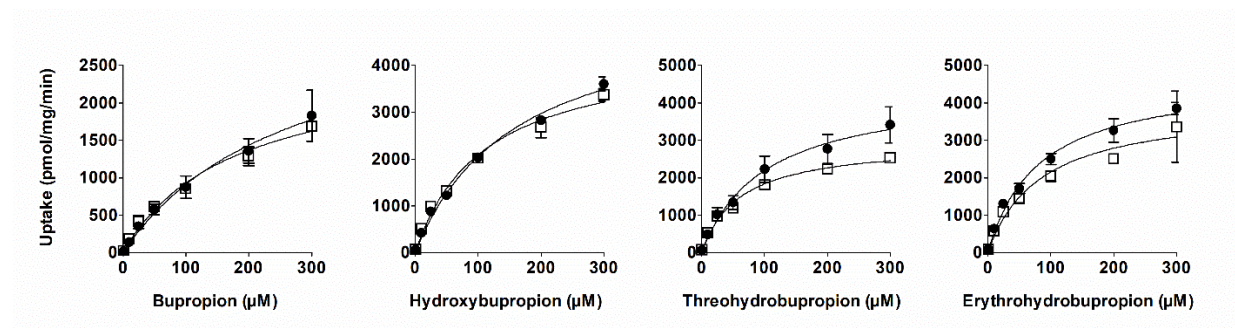 Uptake (pmol/mg/min)
2500
2000
1500
1000
500
0
0 100 200 300
Bupropion (µM)
4000
3000
2000
1000
0
0 100 200 300
Hydroxybupropion (µM)
5000
4000
3000
2000
1000
0
0 100 200 300
Threohydrobupropion (µM)
5000
4000
3000
2000
1000
0
0 100 200 300
Erythrohydrobupropion (µM)